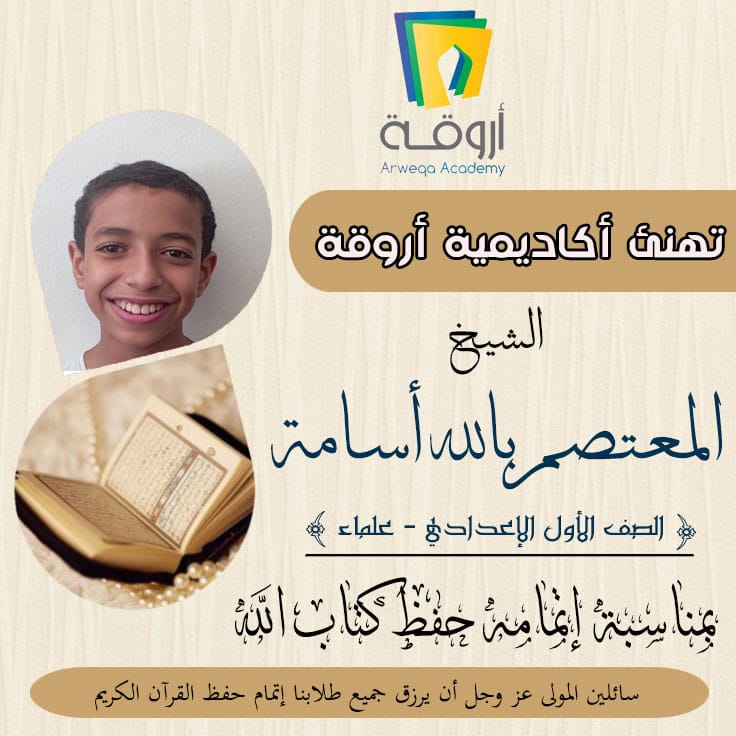 أروقـة
Arweqa Academy
تهنئ أكاديمية أروقة
الشيخ
المعتصم بالله أسامة
﴿ الصف الأول الإعدادي - علماء ﴾
بمناسبة إتمامه حفظ كتاب الله
سائلين المولى عز وجل أن يرزق جميع طلابنا إتمام حفظ القرآن الكريم